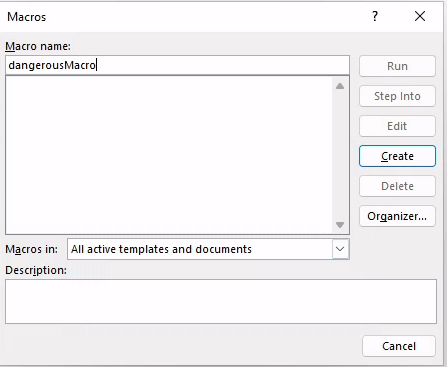 Macros ? ×
Macro name:
dangerousMacro
Run
Step Into
Edit
Create
Delete
Organizer...
Macros in: All active templates and documents
Description:
Cancel